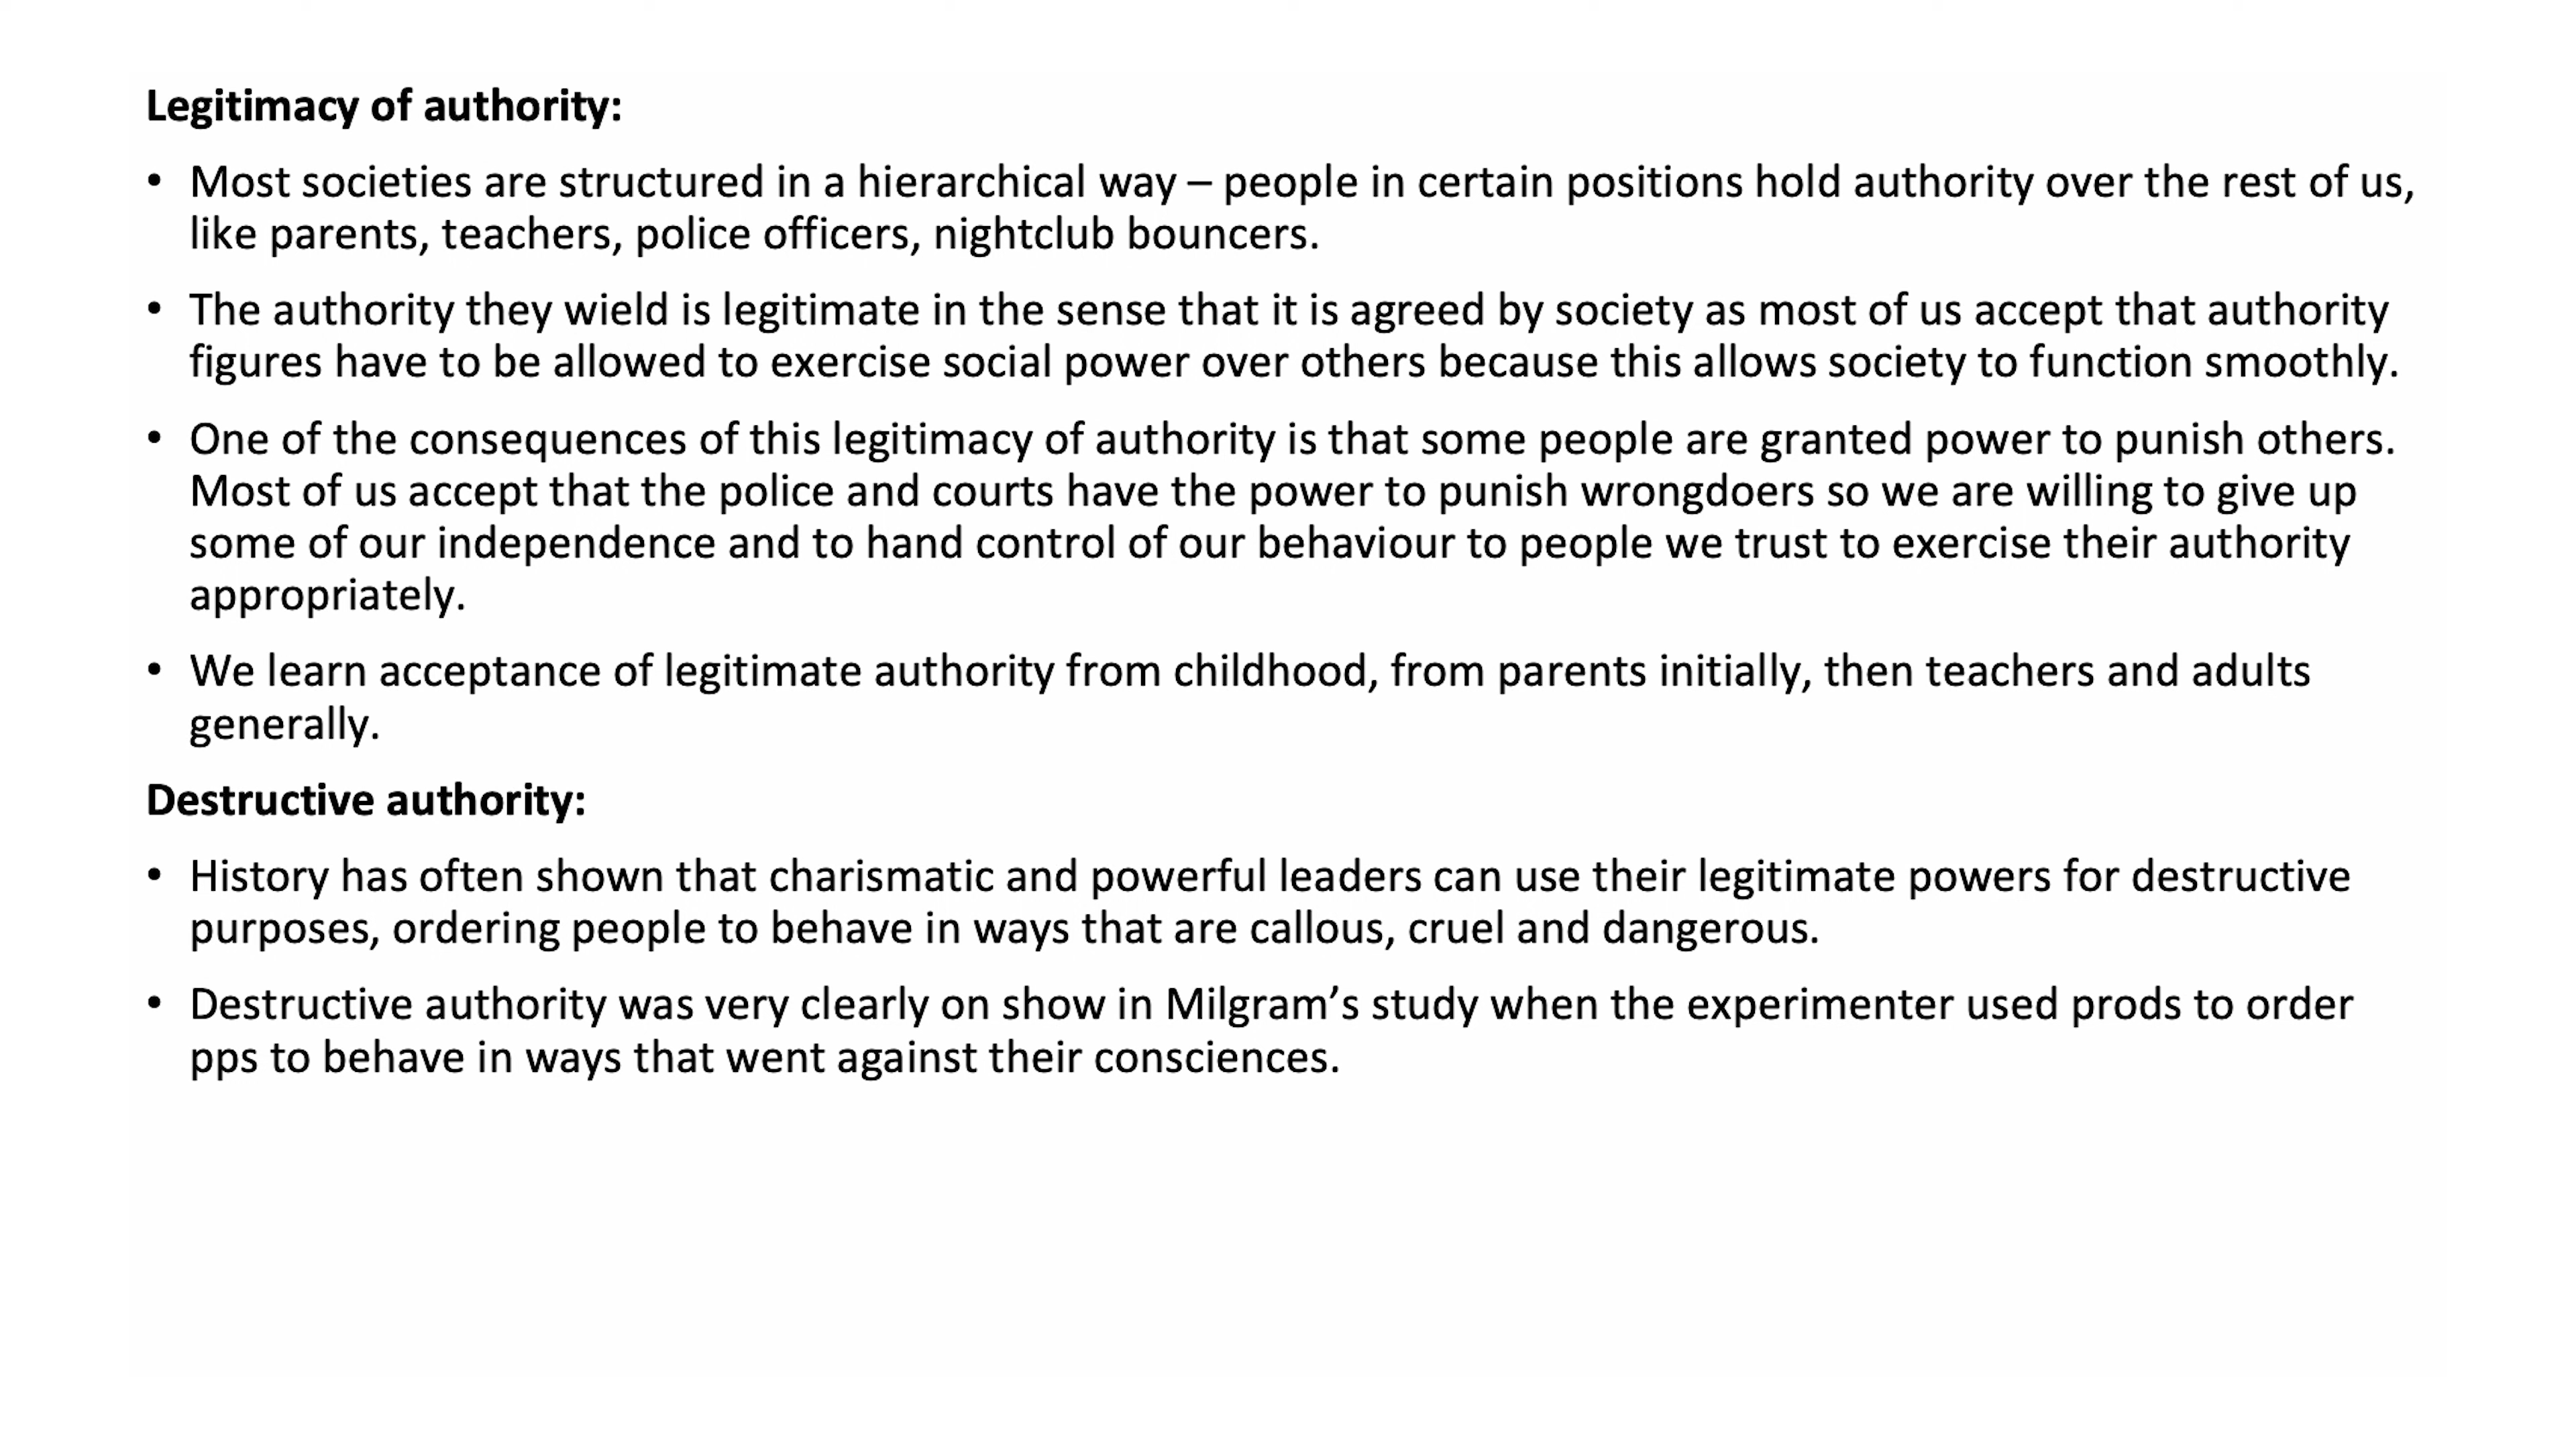 Legitimacy of authority:
• Most societies are structured in a hierarchical way – people in certain positions hold authority over the rest of us,
like parents, teachers, police officers, nightclub bouncers.
• The authority they wield is legitimate in the sense that it is agreed by society as most of us accept that authority
figures have to be allowed to exercise social power over others because this allows society to function smoothly.
• One of the consequences of this legitimacy of authority is that some people are granted power to punish others.
Most of us accept that the police and courts have the power to punish wrongdoers so we are willing to give up
some of our independence and to hand control of our behaviour to people we trust to exercise their authority
appropriately.
• We learn acceptance of legitimate authority from childhood, from parents initially, then teachers and adults
generally.
Destructive authority:
• History has often shown that charismatic and powerful leaders can use their legitimate powers for destructive
purposes, ordering people to behave in ways that are callous, cruel and dangerous.
• Destructive authority was very clearly on show in Milgram’s study when the experimenter used prods to order
pps to behave in ways that went against their consciences.